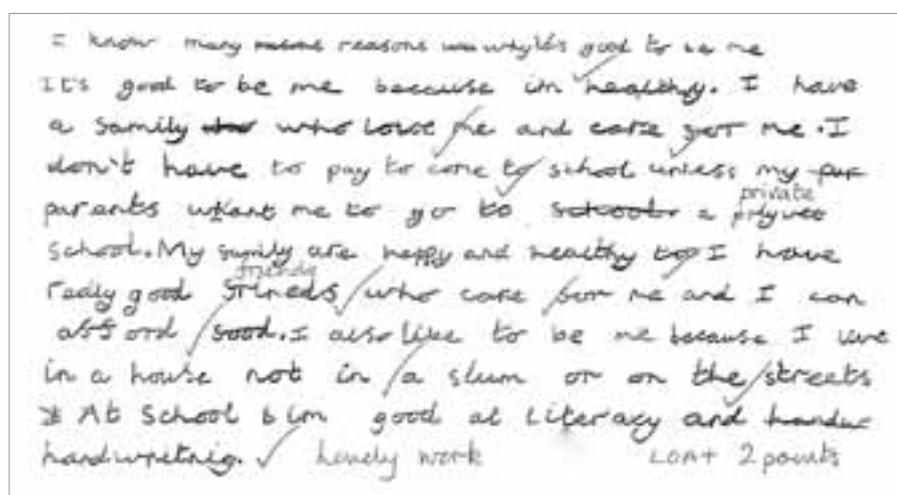 I know many reasons why it's good to be me
It's good to be me because im healthy. I have
a family who love me and care for me. I
don't have to pay to come to school unless my
parents want me to go to a private
school. My family are happy and healthy too I have
really good friends who care for me and I can
afford food. I also like to be me because I live
in a house not in a slum or on the streets
At School I'm good at literacy and
handwriting. lovely work 2 points